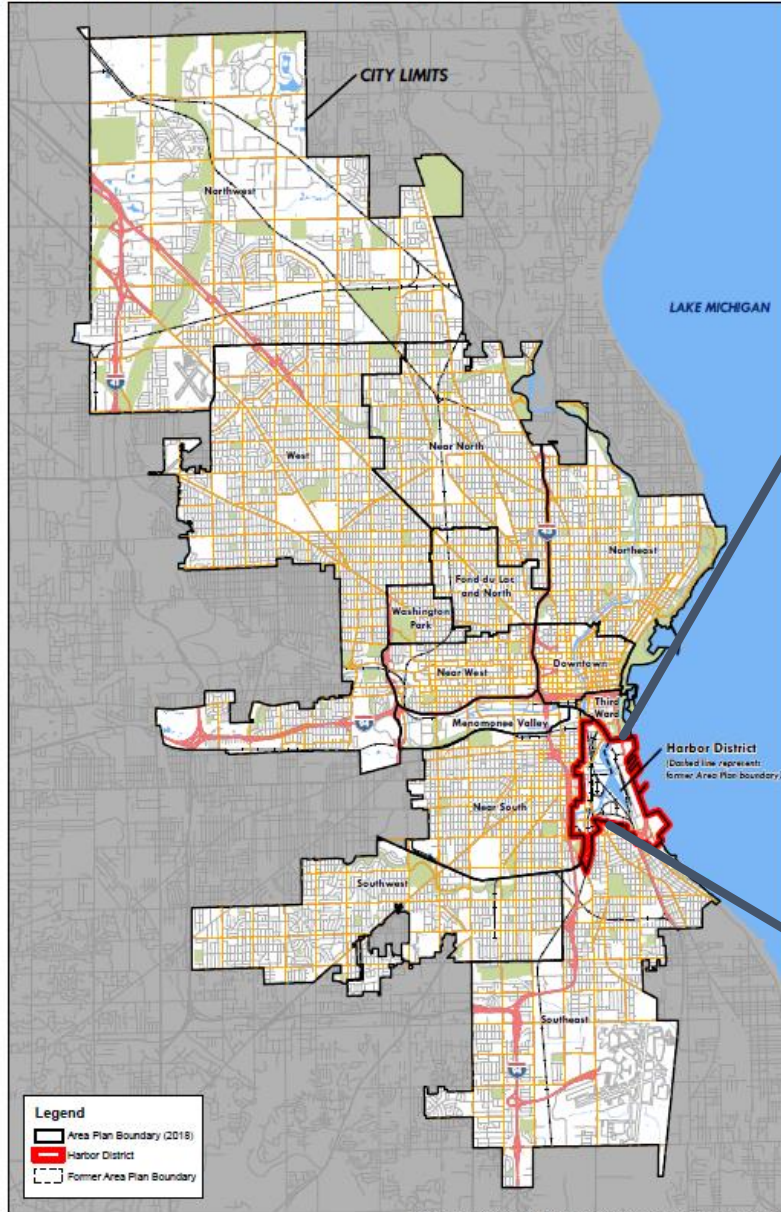 CITY LIMITS
Northwest
LAKE MICHIGAN
Near North
West
Northeast
Fond du Lac
and North
Washington
Park
Downtown
Near West
Third
Ward
Menomonee Valley
Harbor District
(Dashed line represents
former Area Plan boundary)
Near South
Southwest
Southeast
Legend
Area Plan Boundary (2018)
Harbor District
Former Area Plan Boundary